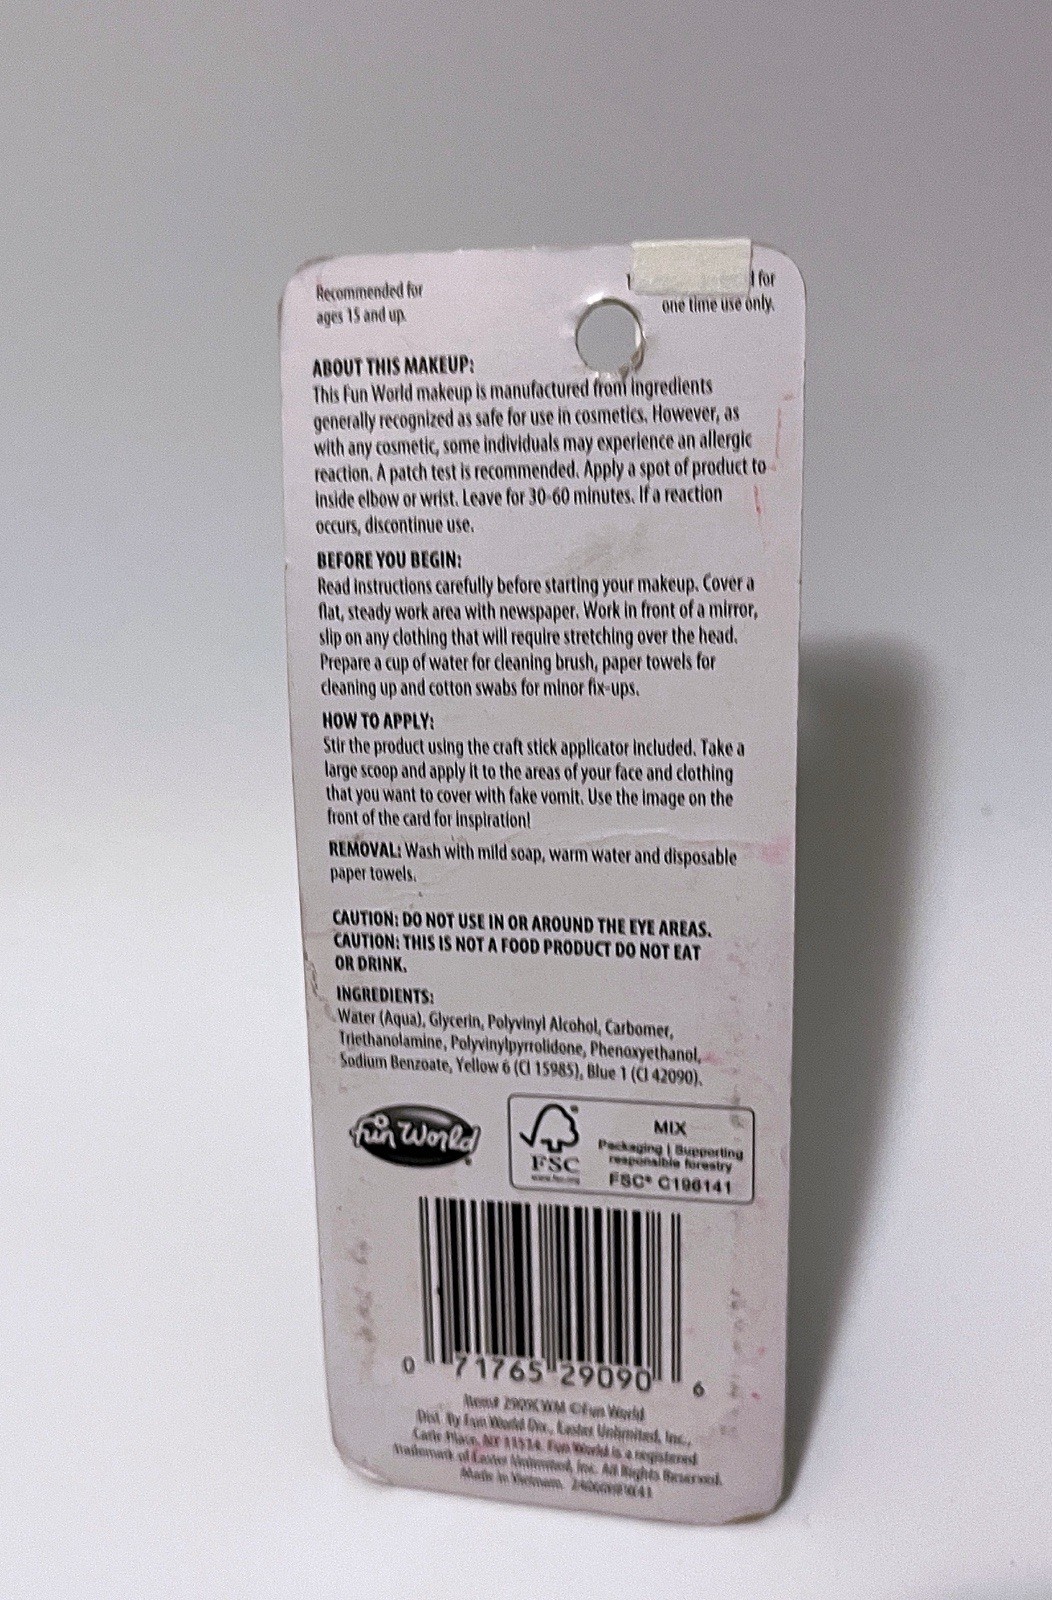 Recommended for
ages 15 and up.
for
one time use only.
ABOUT THIS MAKEUP:
This Fun World makeup is manufactured from ingredients
generally recognized as safe for use in cosmetics. However, as
with any cosmetic, some individuals may experience an allergic
reaction. A patch test is recommended. Apply a spot of product to
inside elbow or wrist. Leave for 30-60 minutes. If a reaction
occurs, discontinue use.
BEFORE YOU BEGIN:
Read instructions carefully before starting your makeup. Cover a
flat, steady work area with newspaper. Work in front of a mirror,
slip on any clothing that will require stretching over the head.
Prepare a cup of water for cleaning brush, paper towels for
cleaning up and cotton swabs for minor fix-ups.
HOW TO APPLY:
Stir the product using the craft stick applicator included. Take a
large scoop and apply it to the areas of your face and clothing
that you want to cover with fake vomit. Use the image on the
front of the card for inspiration!
REMOVAL: Wash with mild soap, warm water and disposable
paper towels.
CAUTION: DO NOT USE IN OR AROUND THE EYE AREAS.
CAUTION: THIS IS NOT A FOOD PRODUCT DO NOT EAT
OR DRINK.
INGREDIENTS:
Water (Aqua), Glycerin, Polyvinyl Alcohol, Carbomer,
Triethanolamine, Polyvinylpyrrolidone, Phenoxyethanol,
Sodium Benzoate, Yellow 6 (CI 15985), Blue 1 (CI 42090).
fun World®
FSC®
www.fsc.org
MIX
Packaging | Supporting
responsible forestry
FSC® C196141
0 71765 29090 6
Item# ©Fun World
Dist. By Fun World Div., Easter Unlimited, Inc.,
Carle Place, NY 11514. Fun World is a registered
trademark of Easter Unlimited, Inc. All Rights Reserved.
Made in Vietnam.